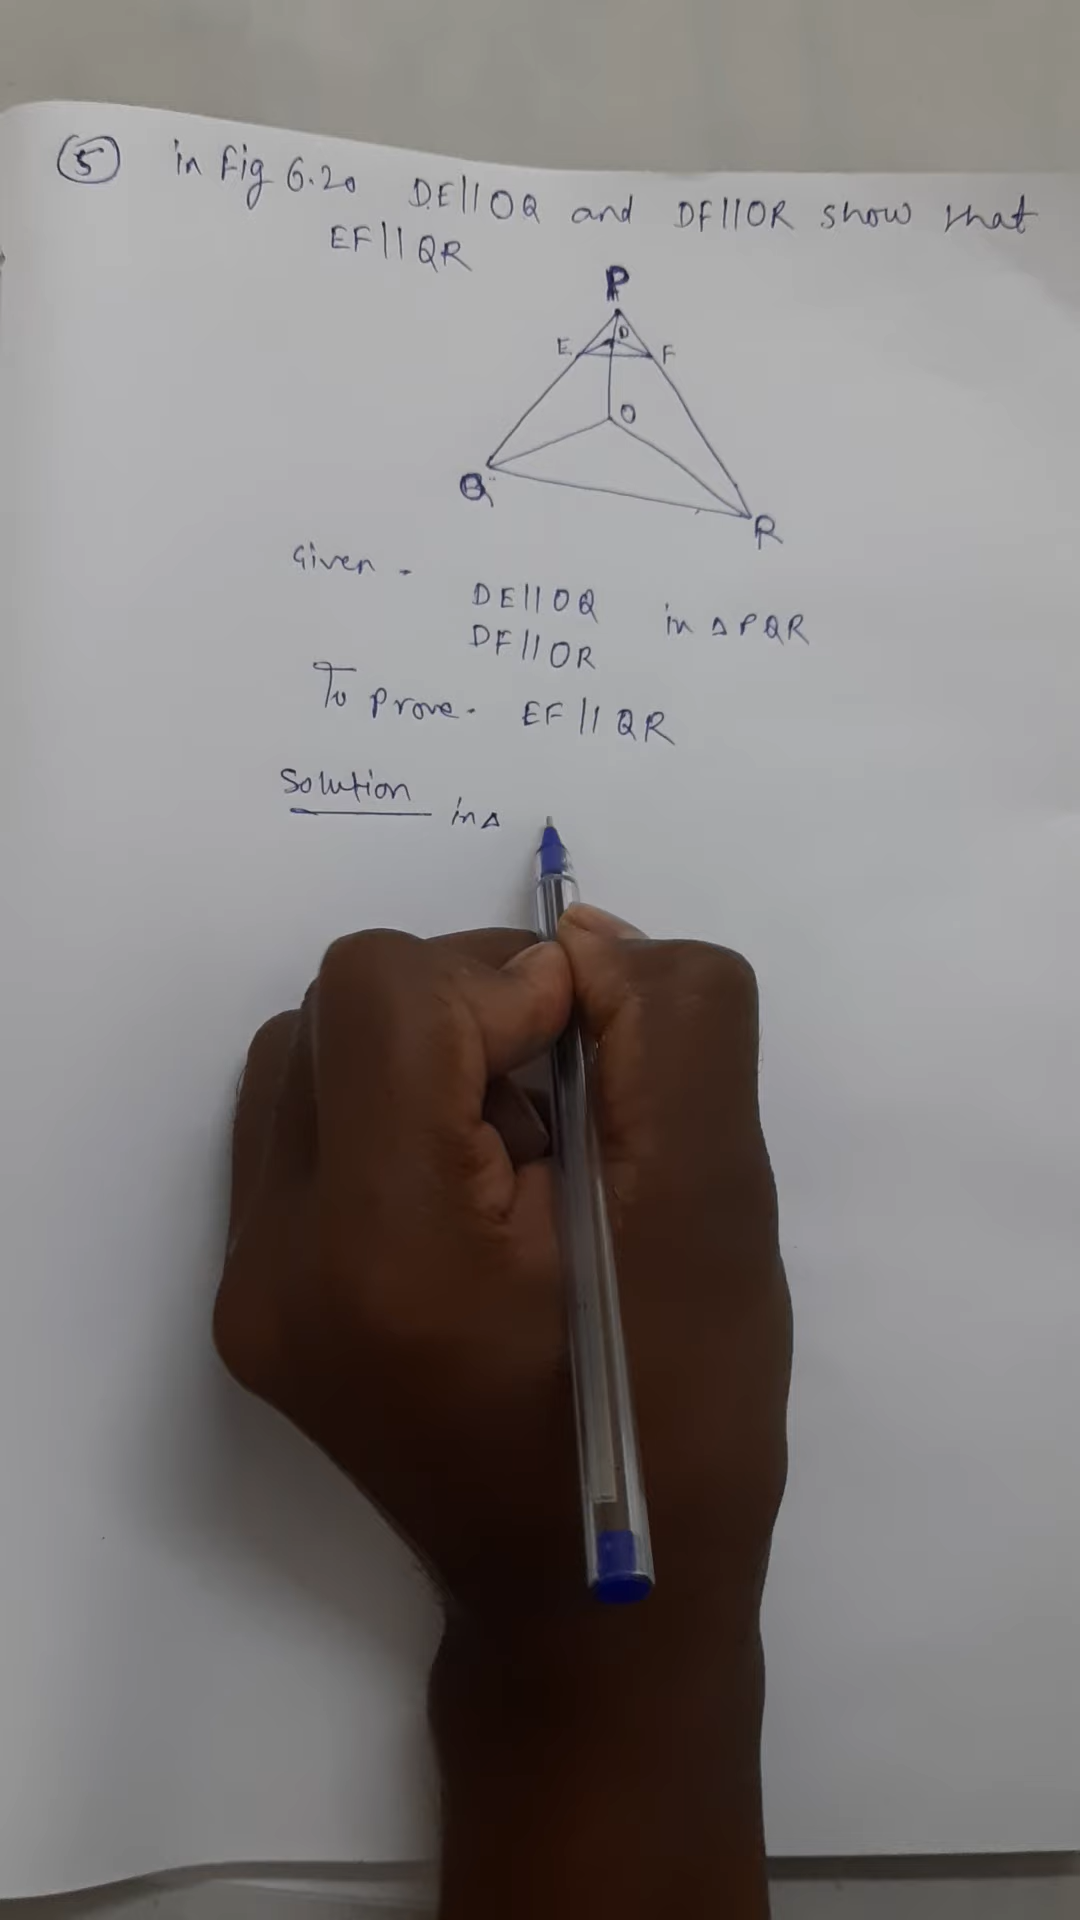 5 in Fig 6.20 DE||OQ and DF||OR show that
EF||QR
P
D
E F
O
Q
R
Given -
DE||OQ in △PQR
DF||OR
To prove. EF||QR
Solution in △